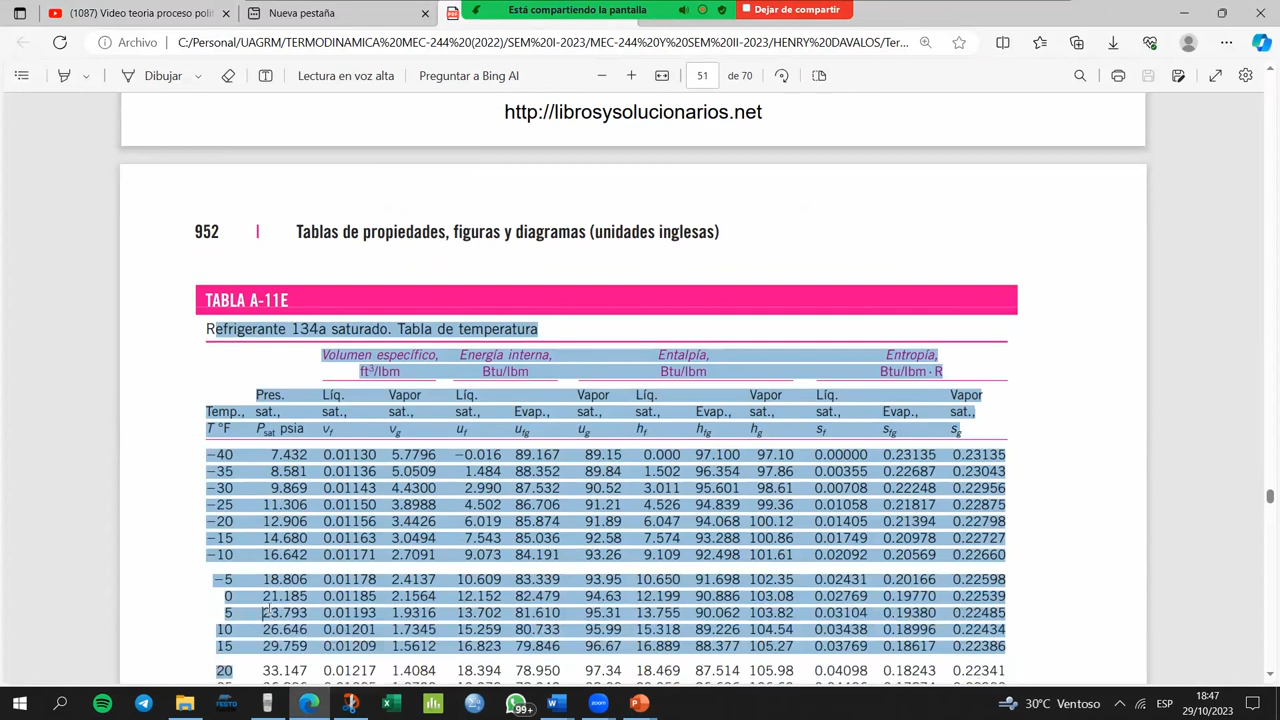 (1087) Video teoria proceso polit
Nueva pestaña
Está compartiendo la pantalla
Dejar de compartir
Archivo
C:/Personal/UAGRM/TERMODINAMICA%20MEC-244%20(2022)/SEM%20I-2023/MEC-244%20Y%20SEM%20II-2023/HENRY%20DAVALOS/Ter...
Dibujar
Lectura en voz alta
Preguntar a Bing AI
51 de 70
http://librosysolucionarios.net
952 | Tablas de propiedades, figuras y diagramas (unidades inglesas)
TABLA A-11E
Refrigerante 134a saturado. Tabla de temperatura
Volumen específico, Energía interna, Entalpía, Entropía,
ft³/lbm Btu/lbm Btu/lbm Btu/lbm · R
Pres. Líq. Vapor Líq. Vapor Líq. Vapor Líq. Vapor
Temp., sat., sat., sat., sat., Evap., sat., sat., Evap., sat., sat., Evap., sat.,
T °F Psat psia vf vg uf ufg ug hf hfg hg sf sfg sg
−40 7.432 0.01130 5.7796 −0.016 89.167 89.15 0.000 97.100 97.10 0.00000 0.23135 0.23135
−35 8.581 0.01136 5.0509 1.484 88.352 89.84 1.502 96.354 97.86 0.00355 0.22687 0.23043
−30 9.869 0.01143 4.4300 2.990 87.532 90.52 3.011 95.601 98.61 0.00708 0.22248 0.22956
−25 11.306 0.01150 3.8988 4.502 86.706 91.21 4.526 94.839 99.36 0.01058 0.21817 0.22875
−20 12.906 0.01156 3.4426 6.019 85.874 91.89 6.047 94.068 100.12 0.01405 0.21394 0.22798
−15 14.680 0.01163 3.0494 7.543 85.036 92.58 7.574 93.288 100.86 0.01749 0.20978 0.22727
−10 16.642 0.01171 2.7091 9.073 84.191 93.26 9.109 92.498 101.61 0.02092 0.20569 0.22660
−5 18.806 0.01178 2.4137 10.609 83.339 93.95 10.650 91.698 102.35 0.02431 0.20166 0.22598
0 21.185 0.01185 2.1564 12.152 82.479 94.63 12.195 90.886 103.08 0.02769 0.19770 0.22539
5 23.793 0.01193 1.9316 13.702 81.610 95.31 13.755 90.062 103.82 0.03104 0.19380 0.22485
10 26.646 0.01201 1.7345 15.259 80.733 95.99 15.318 89.226 104.54 0.03438 0.18996 0.22434
15 29.759 0.01209 1.5612 16.823 79.846 96.67 16.889 88.377 105.27 0.03769 0.18617 0.22386
20 33.147 0.01217 1.4084 18.394 78.950 97.34 18.469 87.514 105.98 0.04098 0.18243 0.22341
FESTO
99+
30°C Ventoso
ESP
18:47
29/10/2023